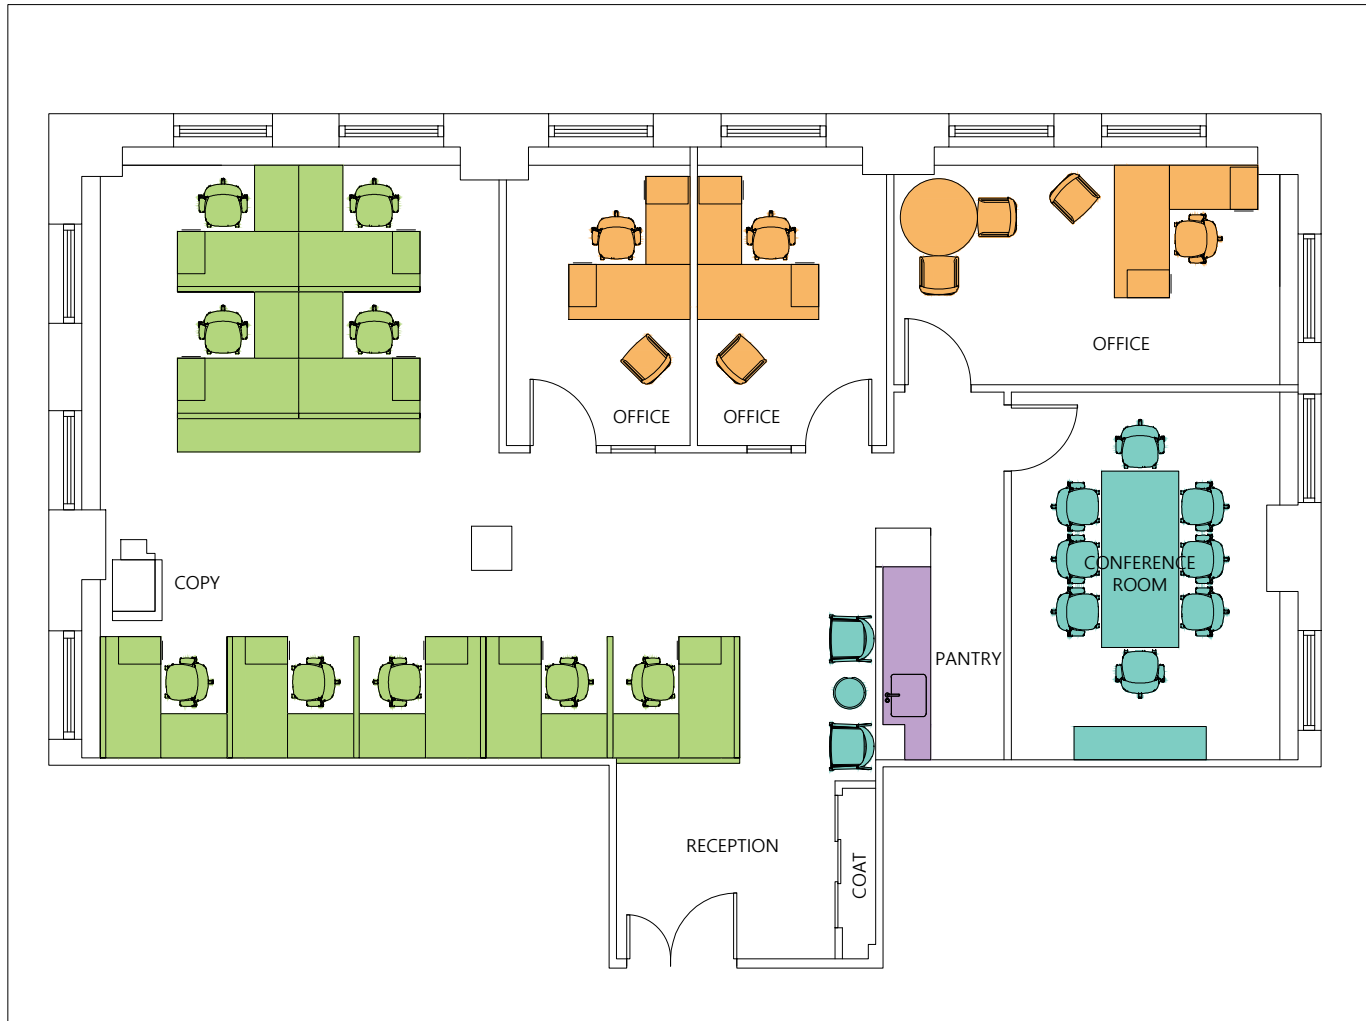 OFFICE
OFFICE
OFFICE
CONFERENCE
ROOM
COPY
PANTRY
RECEPTION
COAT